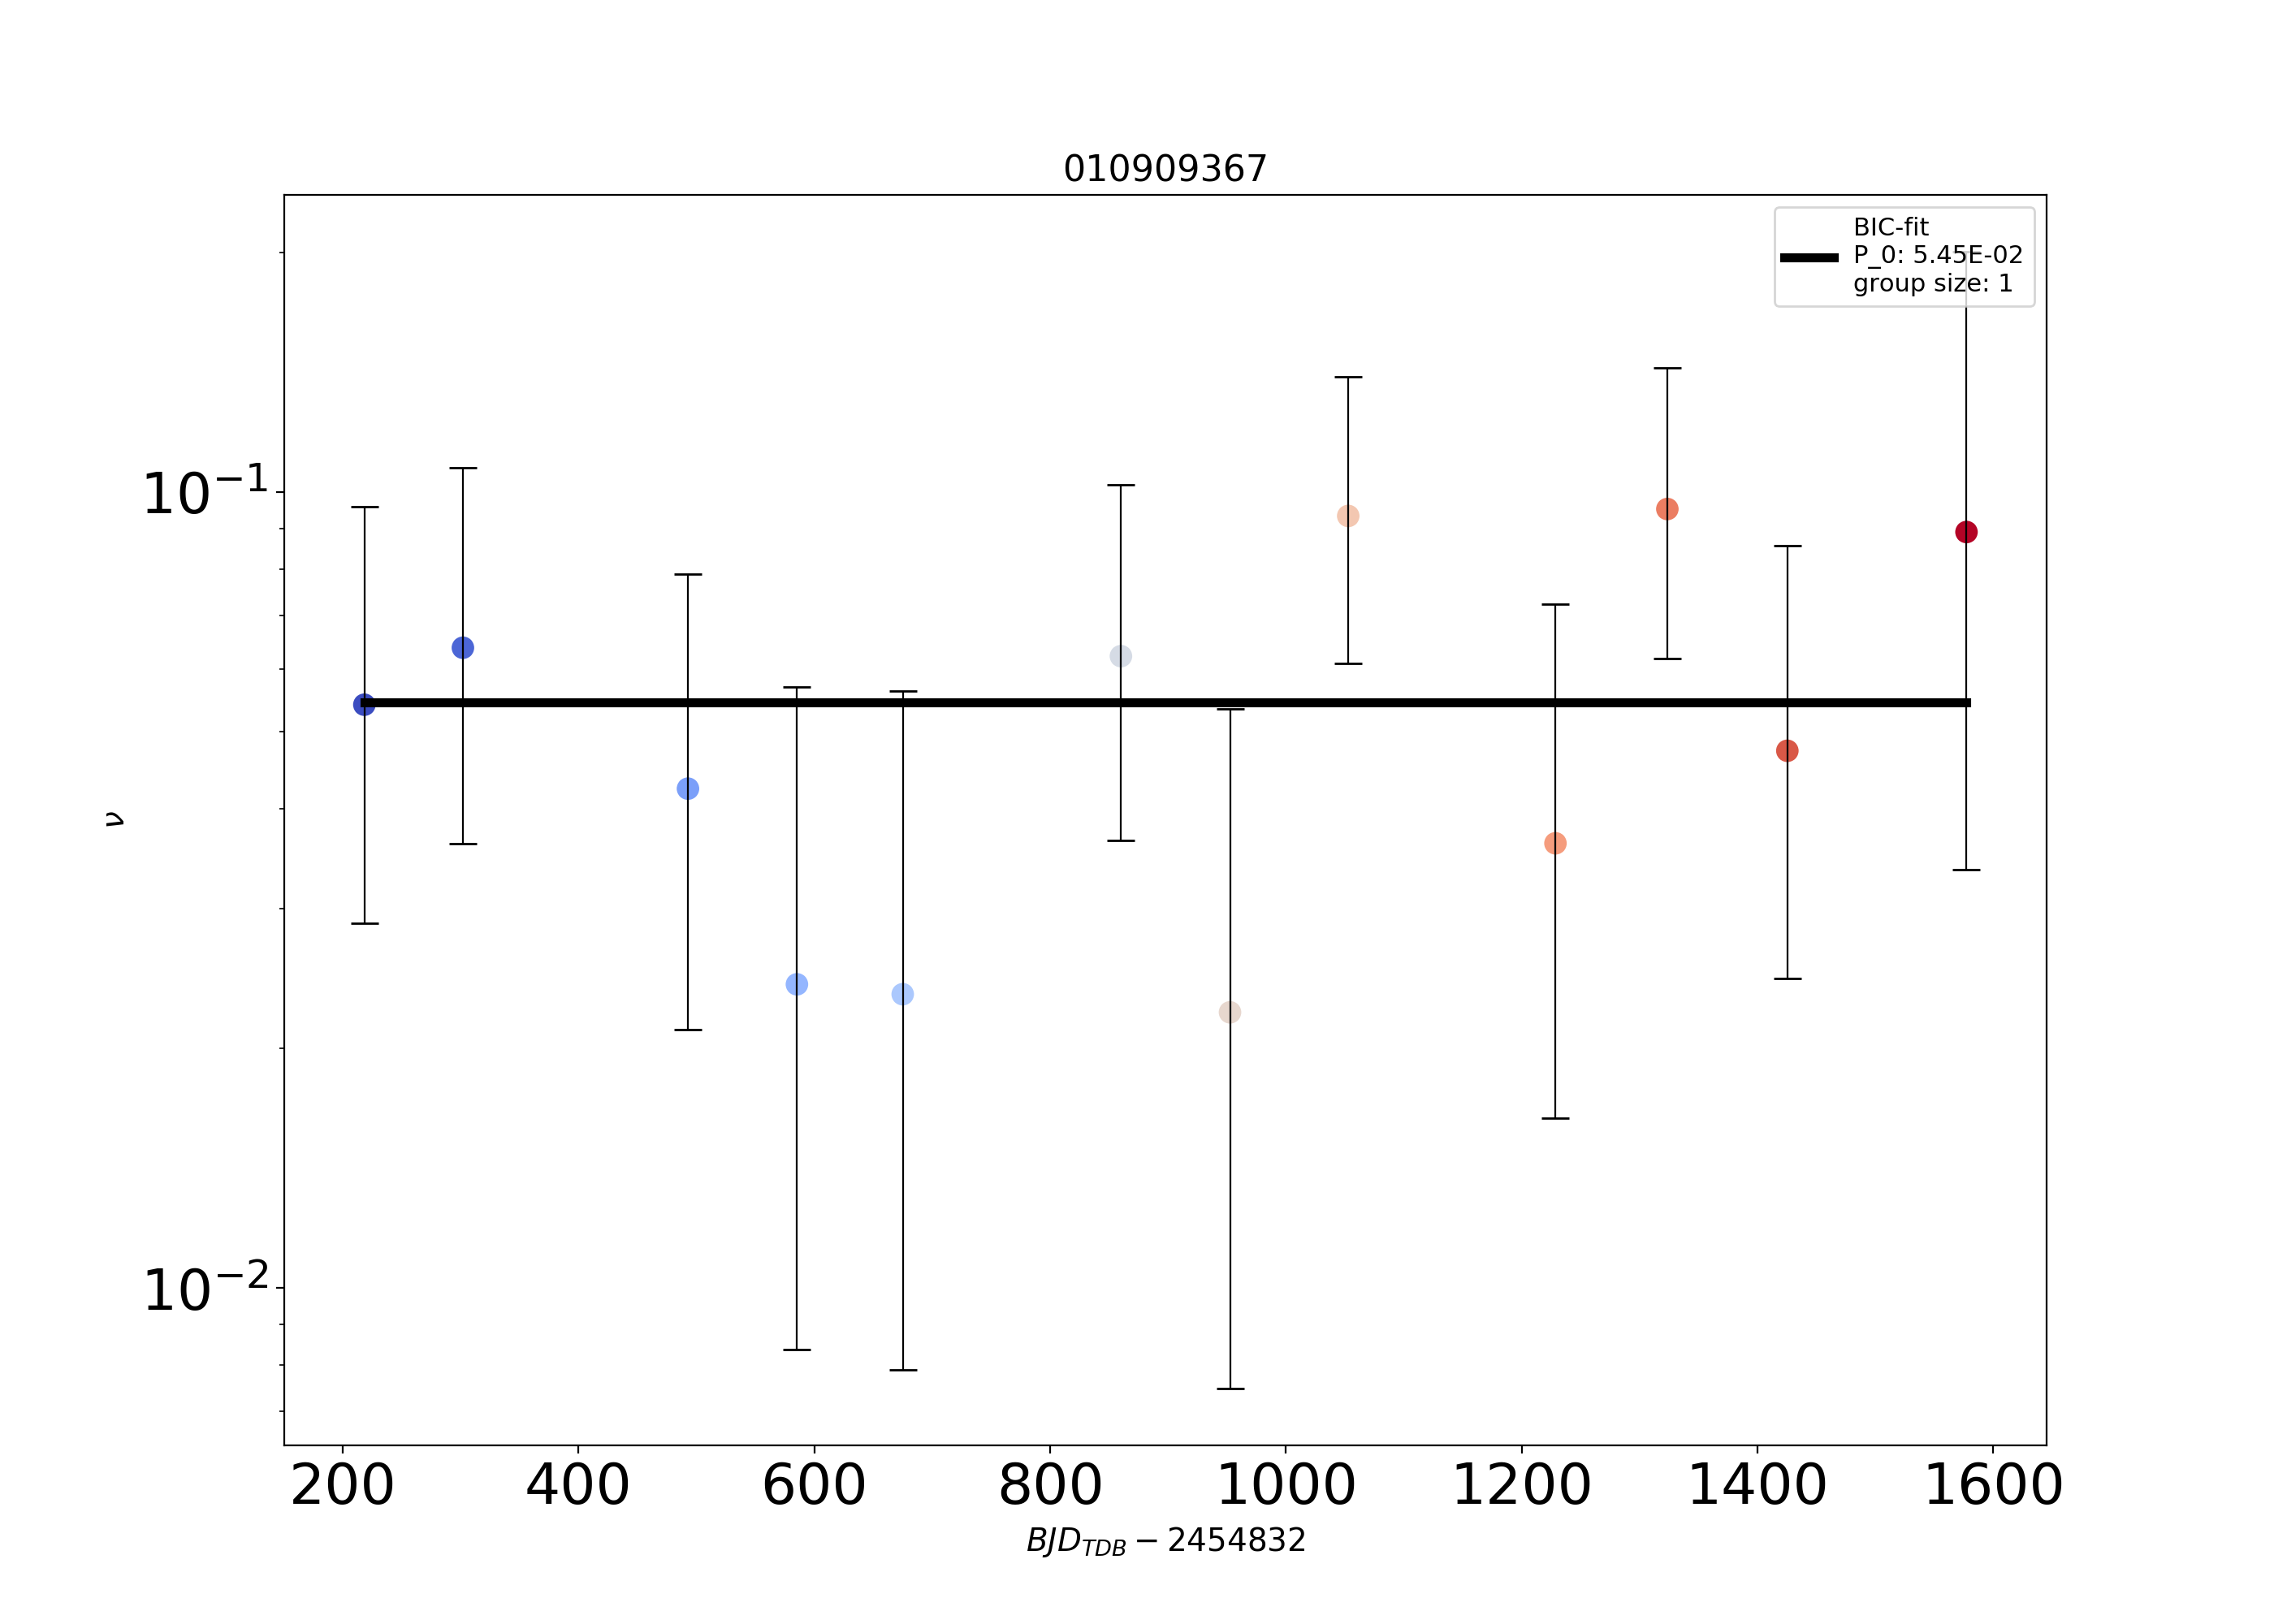 010909367
BIC-fit
P_0: 5.45E-02
group size: 1
10⁻¹
10⁻²
ν
200 400 600 800 1000 1200 1400 1600
BJD_TDB − 2454832